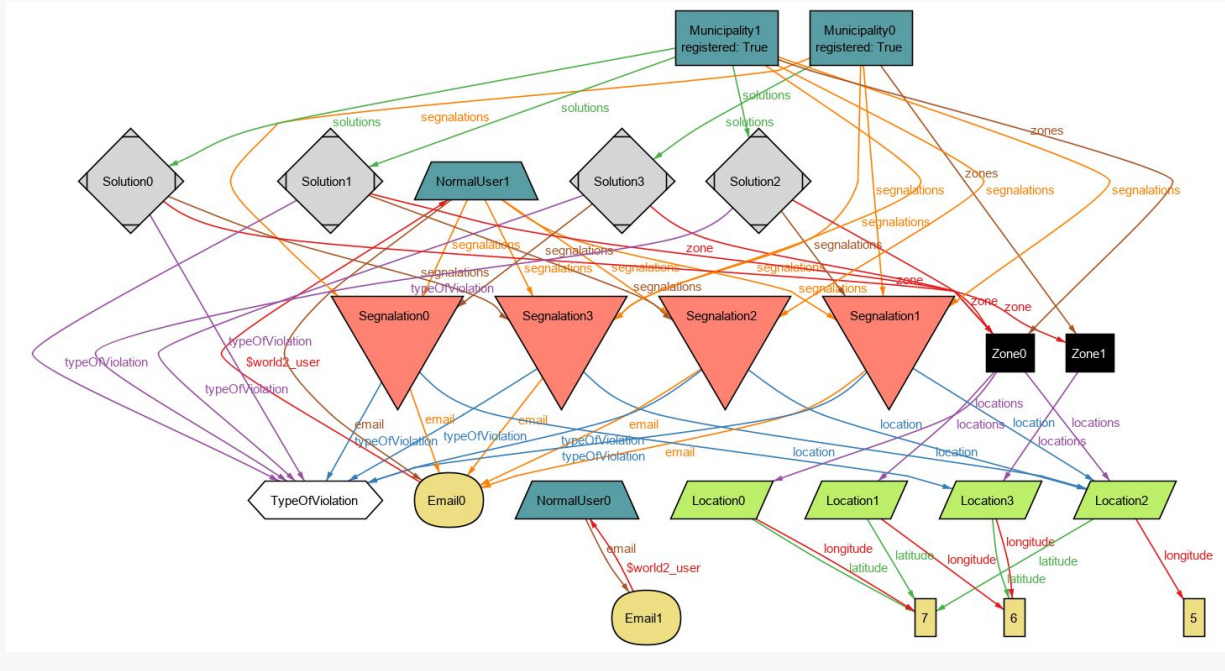 Municipality1
registered: True
Municipality0
registered: True
solutions
solutions
segnalations
solutions
solutions
zones
Solution0
Solution1
NormalUser1
Solution3
Solution2
zones
segnalations
segnalations
segnalations
segnalations
segnalations
segnalations
zone
segnalations
segnalations
segnalations
segnalations
segnalations
zone
typeOfViolation
segnalations
segnalations
zone
zone
Segnalation0
Segnalation3
Segnalation2
Segnalation1
typeOfViolation
Zone0
Zone1
typeOfViolation
$world2_user
typeOfViolation
locations
email
email
email
email
location
locations
location
locations
typeOfViolation
typeOfViolation
typeOfViolation
locations
typeOfViolation
email
location
location
TypeOfViolation
Email0
NormalUser0
Location0
Location1
Location3
Location2
email
longitude
latitude
longitude
longitude
latitude
longitude
$world2_user
latitude
latitude
Email1
7
6
5